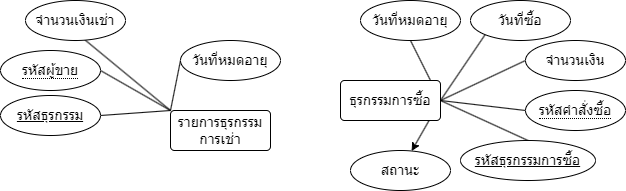 จำนวนเงินเช่า
รหัสผู้ขาย
รหัสธุรกรรม
วันที่หมดอายุ
รายการธุรกรรม
การเช่า
วันที่หมดอายุ
วันที่ซื้อ
จำนวนเงิน
ธุรกรรมการซื้อ
รหัสคำสั่งซื้อ
รหัสธุรกรรมการซื้อ
สถานะ